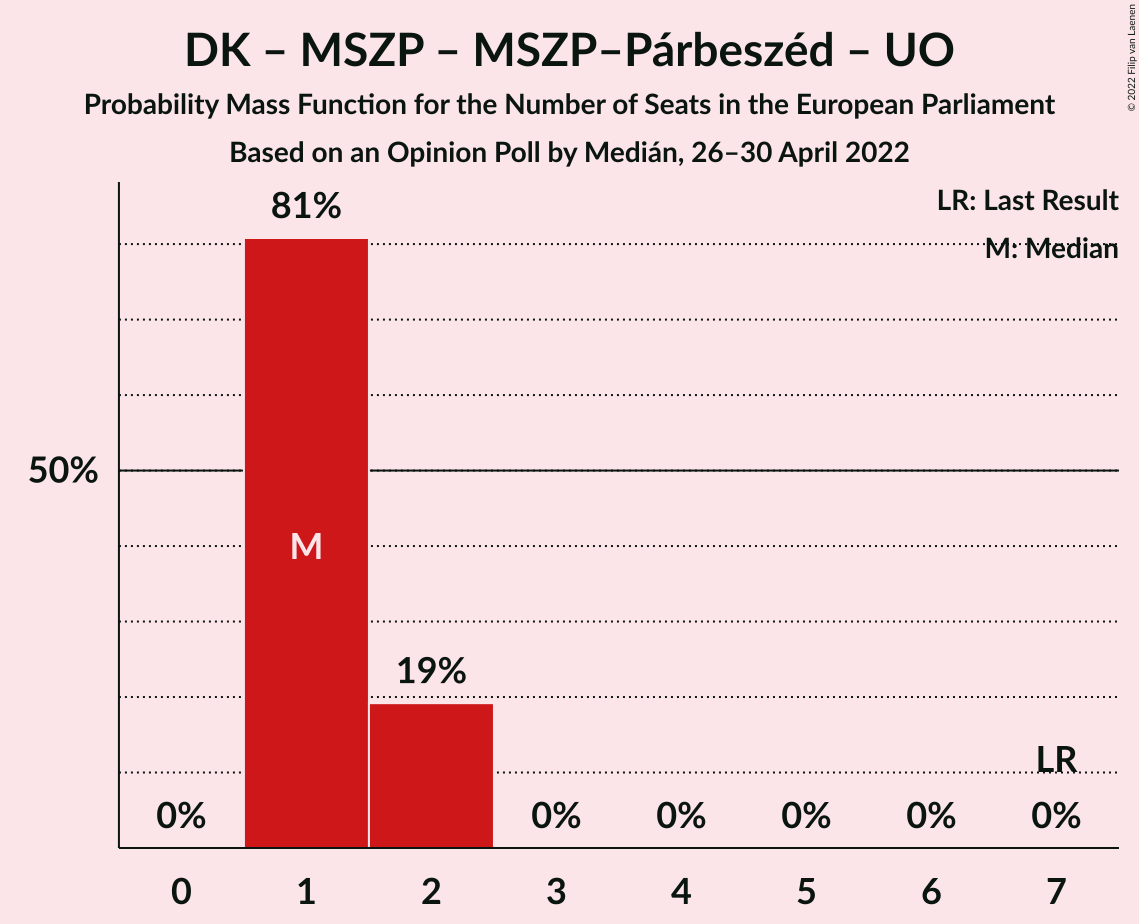 DK – MSZP – MSZP–Párbeszéd – UO
Probability Mass Function for the Number of Seats in the European Parliament
Based on an Opinion Poll by Medián, 26–30 April 2022
© 2022 Filip van Laenen
LR: Last Result
M: Median
81%
50%
M
19%
LR
0% 0% 0% 0% 0% 0%
0 1 2 3 4 5 6 7